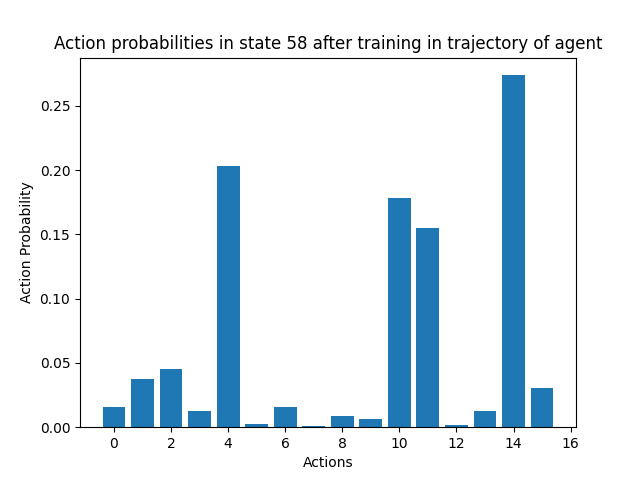 Action probabilities in state 58 after training in trajectory of agent
Action Probability
0.25
0.20
0.15
0.10
0.05
0.00
0 2 4 6 8 10 12 14 16
Actions